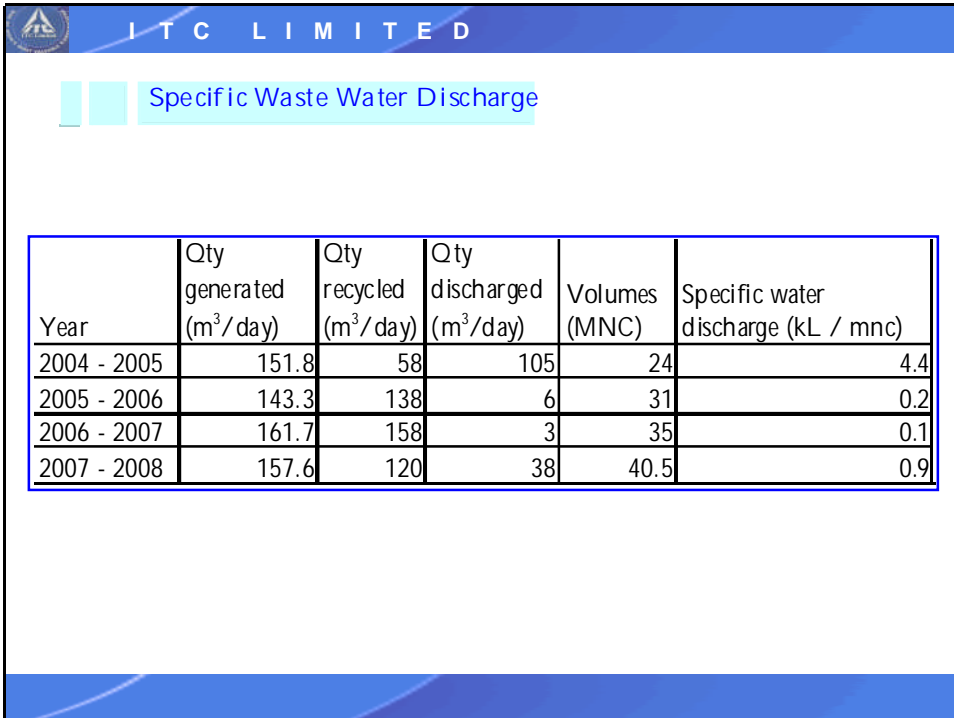 ITC LIMITED
Specific Waste Water Discharge
Year | Qty generated (m³/day) | Qty recycled (m³/day) | Qty discharged (m³/day) | Volumes (MNC) | Specific water discharge (kL / mnc)
2004 - 2005 | 151.8 | 58 | 105 | 24 | 4.4
2005 - 2006 | 143.3 | 138 | 6 | 31 | 0.2
2006 - 2007 | 161.7 | 158 | 3 | 35 | 0.1
2007 - 2008 | 157.6 | 120 | 38 | 40.5 | 0.9